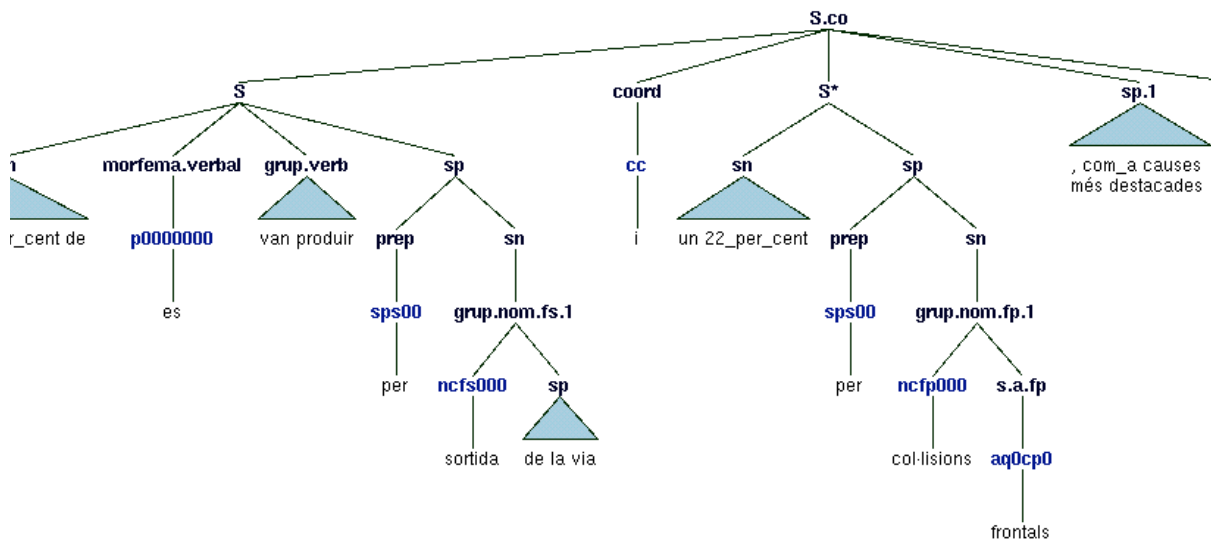 S.co
S coord S* sp.1
morfema.verbal grup.verb sp cc sn sp , com_a causes
més destacades
r_cent de p0000000 van produir prep sn i un 22_per_cent prep sn
es sps00 grup.nom.fs.1 sps00 grup.nom.fp.1
per ncfs000 sp per ncfp000 s.a.fp
sortida de la via col·lisions aq0cp0
frontals